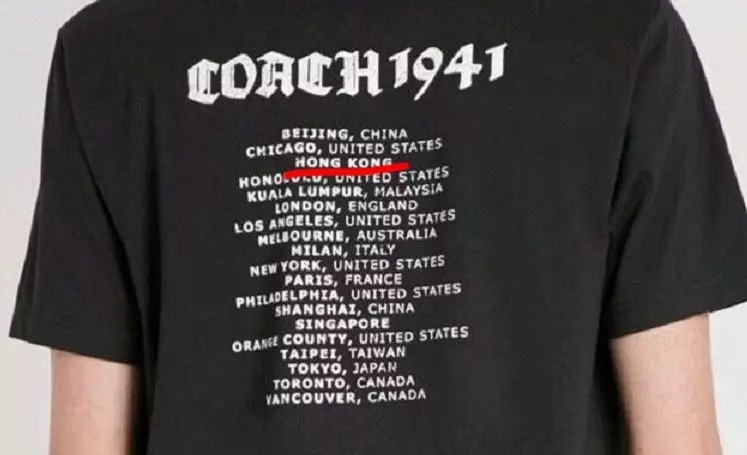 COACH 1941
BEIJING, CHINA
CHICAGO, UNITED STATES
HONG KONG
HONOLULU, UNITED STATES
KUALA LUMPUR, MALAYSIA
LONDON, ENGLAND
LOS ANGELES, UNITED STATES
MELBOURNE, AUSTRALIA
MILAN, ITALY
NEW YORK, UNITED STATES
PARIS, FRANCE
PHILADELPHIA, UNITED STATES
SHANGHAI, CHINA
SINGAPORE
ORANGE COUNTY, UNITED STATES
TAIPEI, TAIWAN
TOKYO, JAPAN
TORONTO, CANADA
VANCOUVER, CANADA